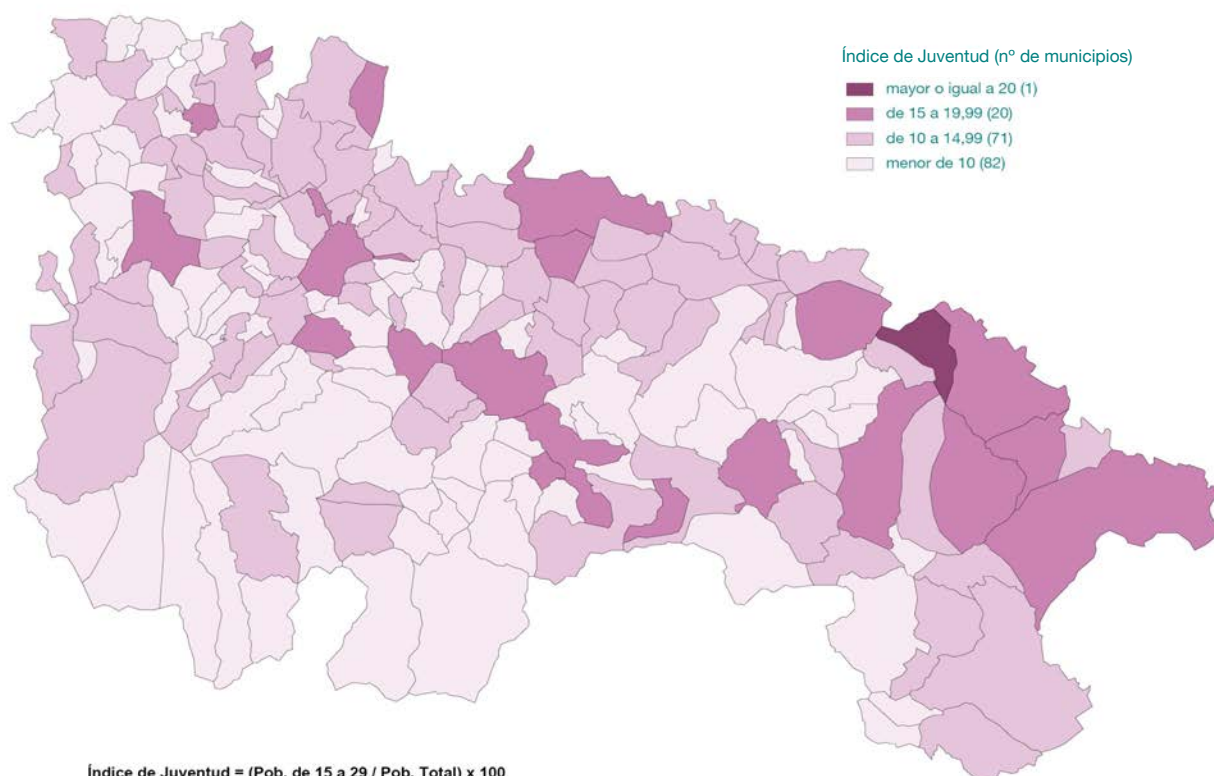 Índice de Juventud (nº de municipios)
mayor o igual a 20 (1)
de 15 a 19,99 (20)
de 10 a 14,99 (71)
menor de 10 (82)
Índice de Juventud = (Pob. de 15 a 29 / Pob. Total) x 100